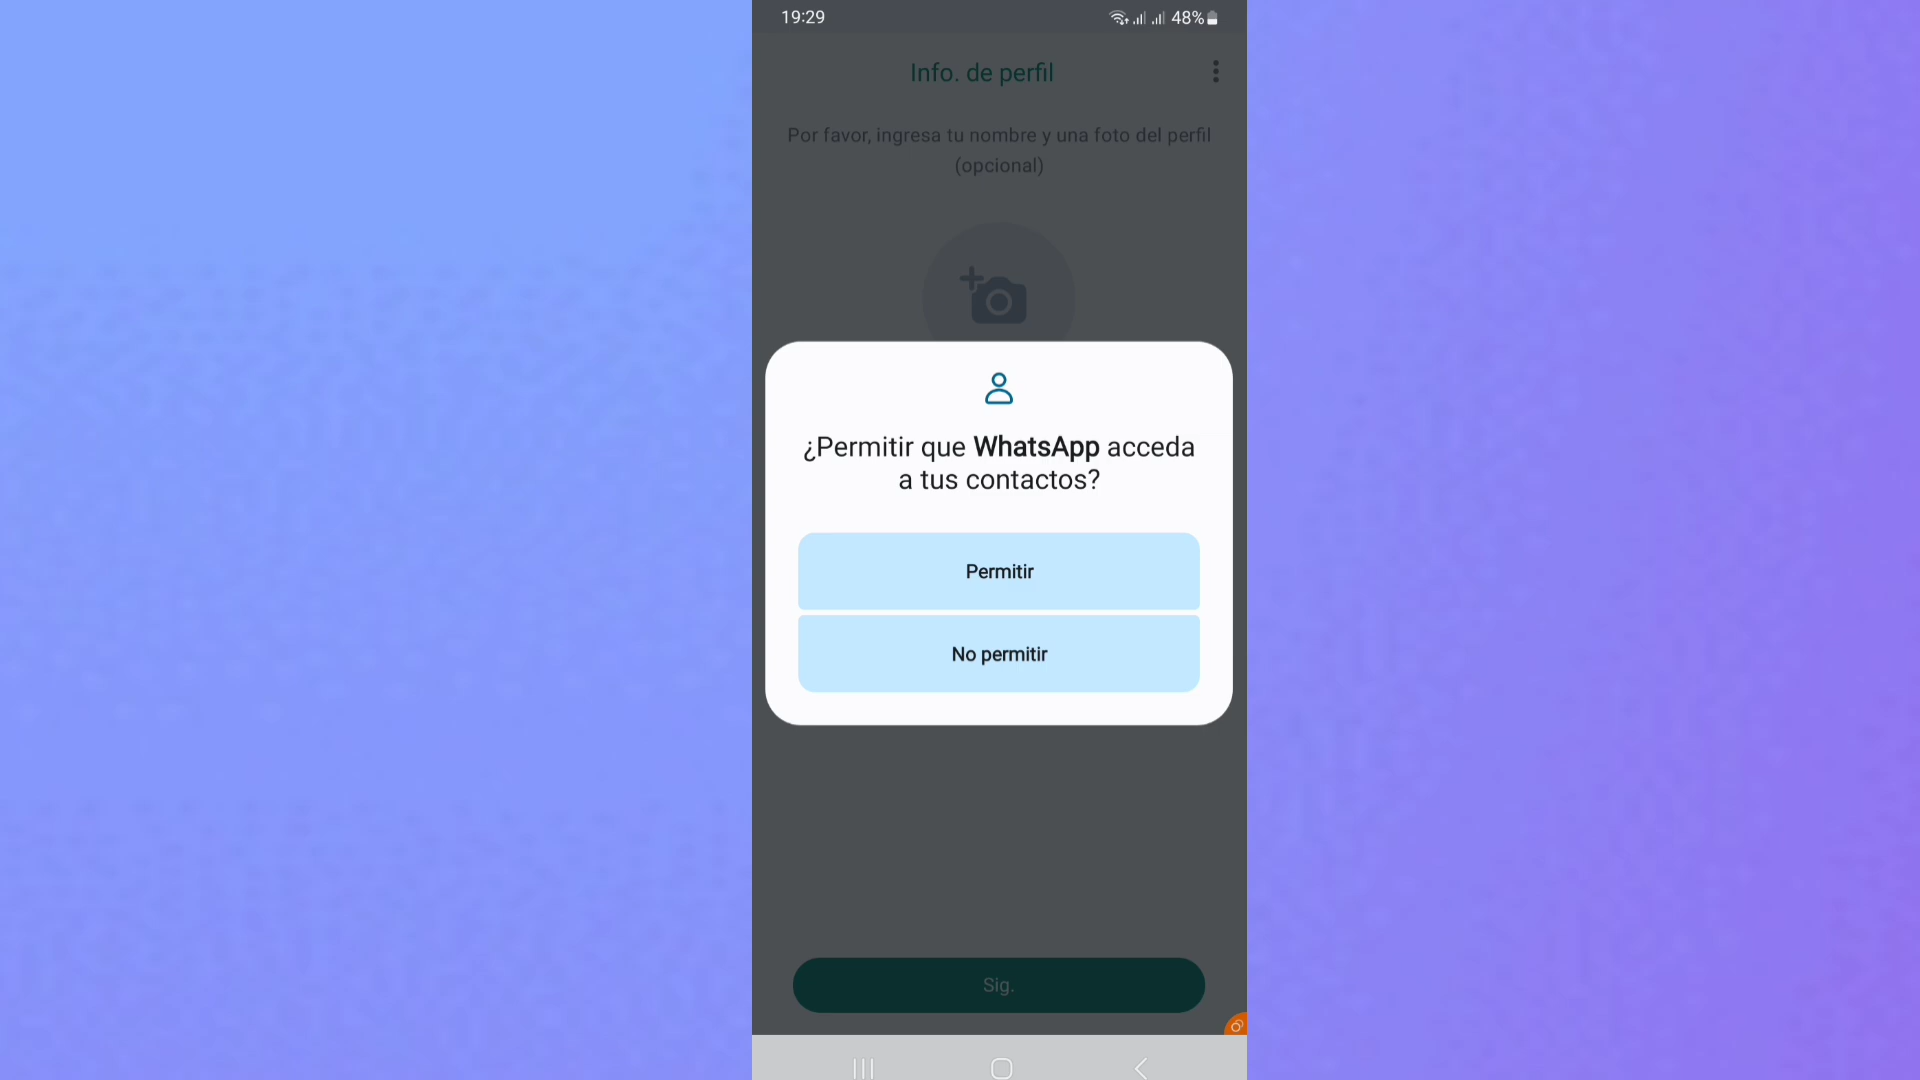 19:29
48%
Info. de perfil
Por favor, ingresa tu nombre y una foto del perfil
(opcional)
¿Permitir que WhatsApp acceda
a tus contactos?
Permitir
No permitir
Sig.